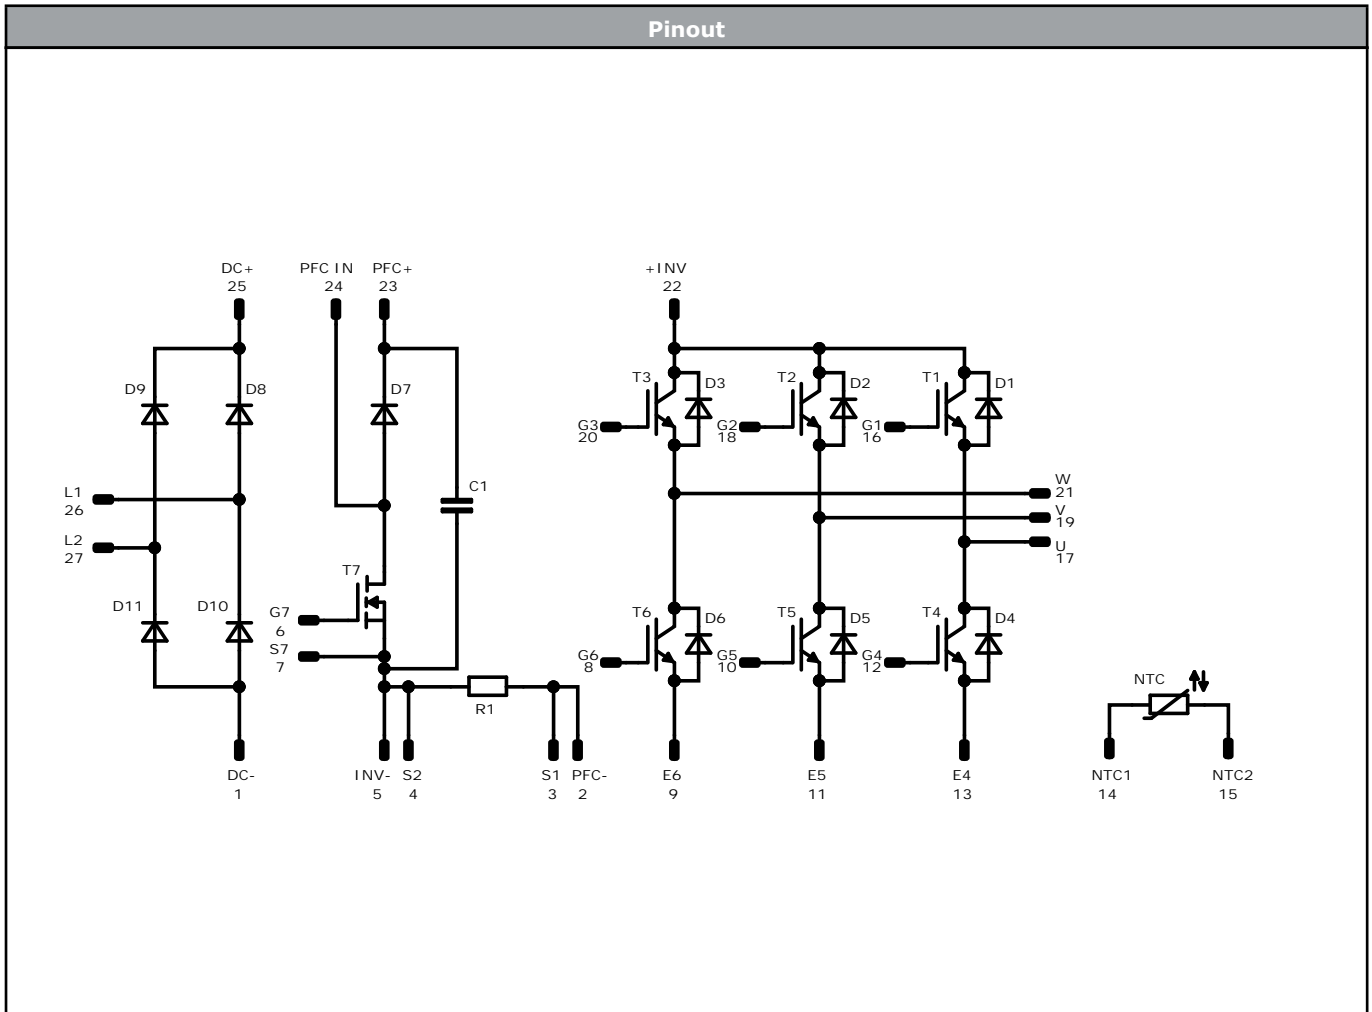 Pinout
DC+ PFC IN PFC+ +INV
25 24 23 22
D9 D8 D7 T3 D3 T2 D2 T1 D1
G3 G2 G1
20 18 16
L1 C1 W
26 21
V
19
L2 U
27 17
T7
D11 D10 G7 T6 D6 T5 D5 T4 D4
6
S7 G6 G5 G4
7 8 10 12
R1 NTC
DC- INV- S2 S1 PFC- E6 E5 E4 NTC1 NTC2
1 5 4 3 2 9 11 13 14 15